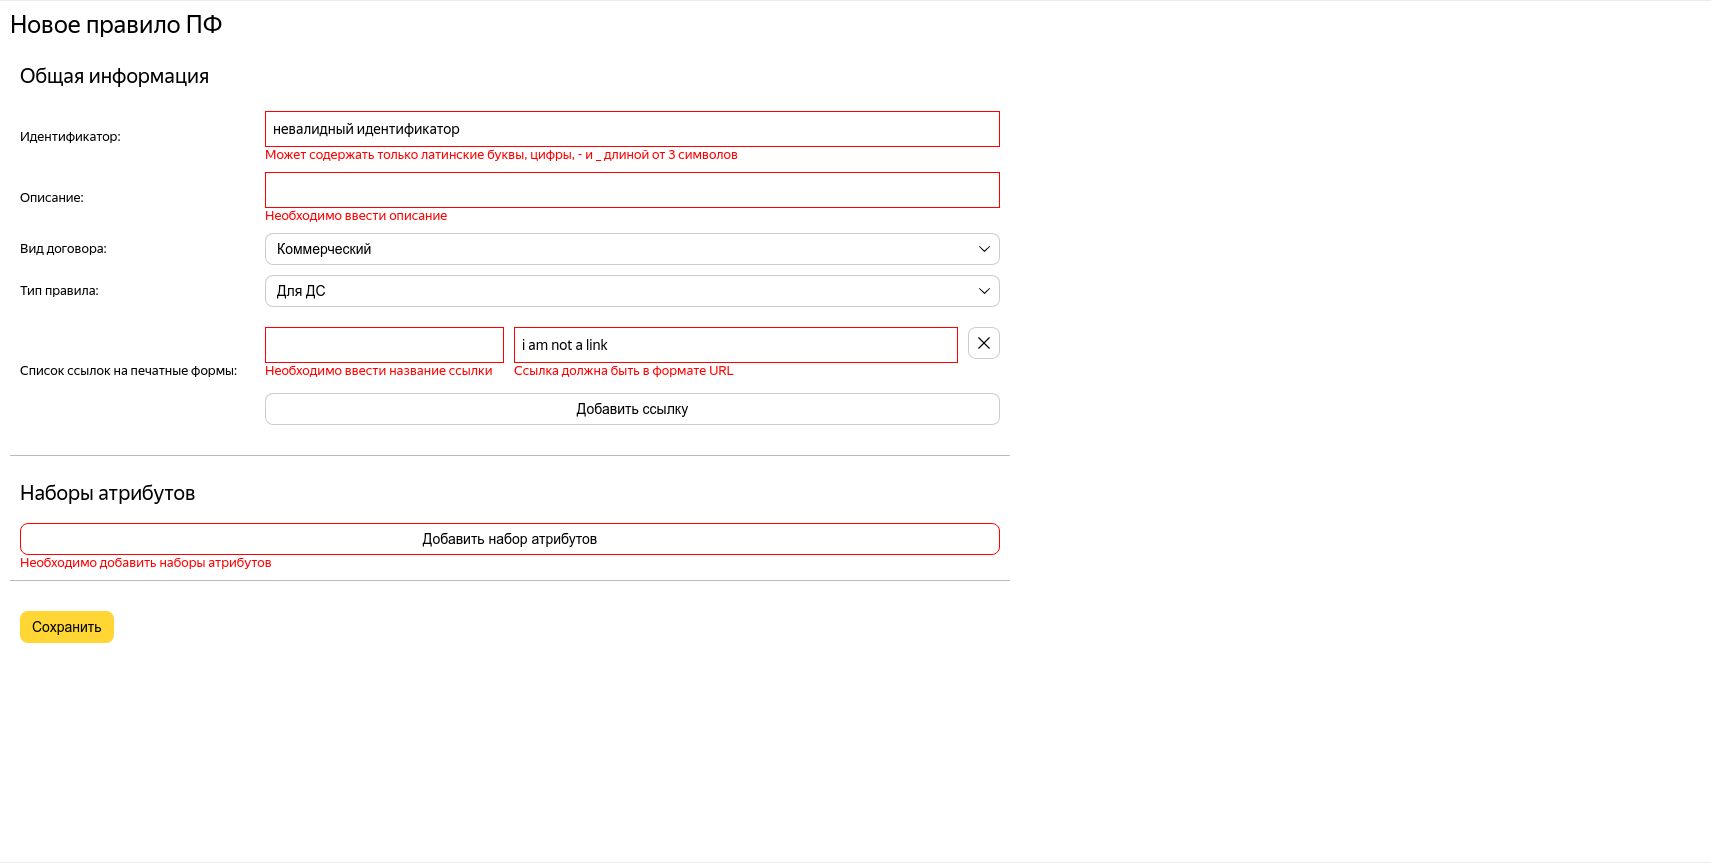 Новое правило ПФ
Общая информация
Идентификатор:
невалидный идентификатор
Может содержать только латинские буквы, цифры, - и _ длиной от 3 символов
Описание:
Необходимо ввести описание
Вид договора:
Коммерческий
Тип правила:
Для ДС
Список ссылок на печатные формы:
i am not a link
Необходимо ввести название ссылки
Ссылка должна быть в формате URL
Добавить ссылку
Наборы атрибутов
Добавить набор атрибутов
Необходимо добавить наборы атрибутов
Сохранить